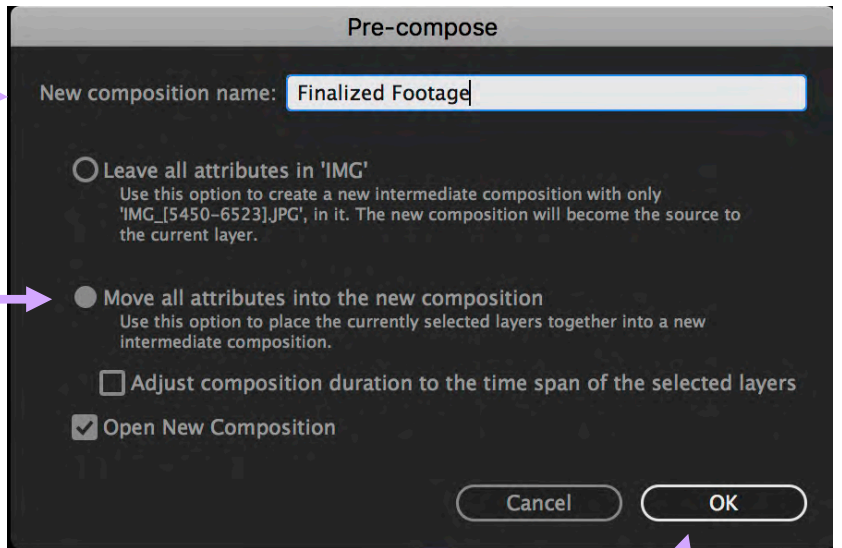 Pre-compose
New composition name: Finalized Footage
Leave all attributes in 'IMG'
Use this option to create a new intermediate composition with only
'IMG_[5450-6523].JPG', in it. The new composition will become the source to
the current layer.
Move all attributes into the new composition
Use this option to place the currently selected layers together into a new
intermediate composition.
Adjust composition duration to the time span of the selected layers
Open New Composition
Cancel OK